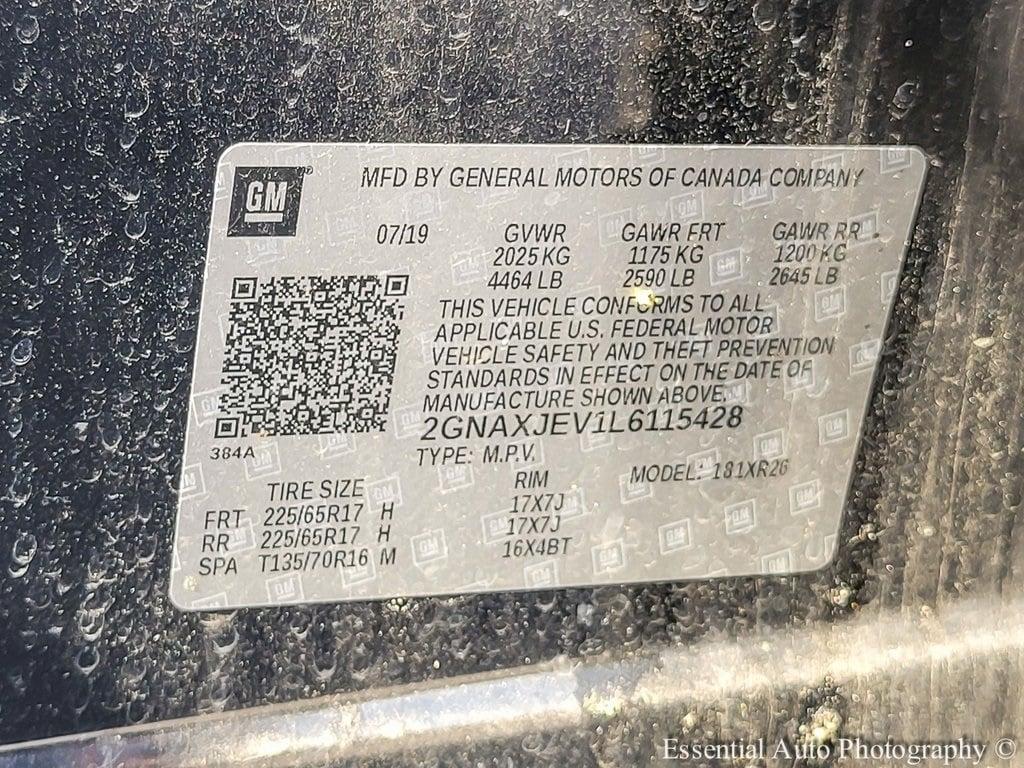 GM
MFD BY GENERAL MOTORS OF CANADA COMPANY
07/19 GVWR GAWR FRT GAWR RR
2025 KG 1175 KG 1200 KG
4464 LB 2590 LB 2645 LB
THIS VEHICLE CONFORMS TO ALL
APPLICABLE U.S. FEDERAL MOTOR
VEHICLE SAFETY AND THEFT PREVENTION
STANDARDS IN EFFECT ON THE DATE OF
MANUFACTURE SHOWN ABOVE.
2GNAXJEV1L6115428
384A
TYPE: M.P.V. MODEL: 181XR26
TIRE SIZE RIM
FRT 225/65R17 H 17X7J
RR 225/65R17 H 17X7J
SPA T135/70R16 M 16X4BT
Essential Auto Photography ©